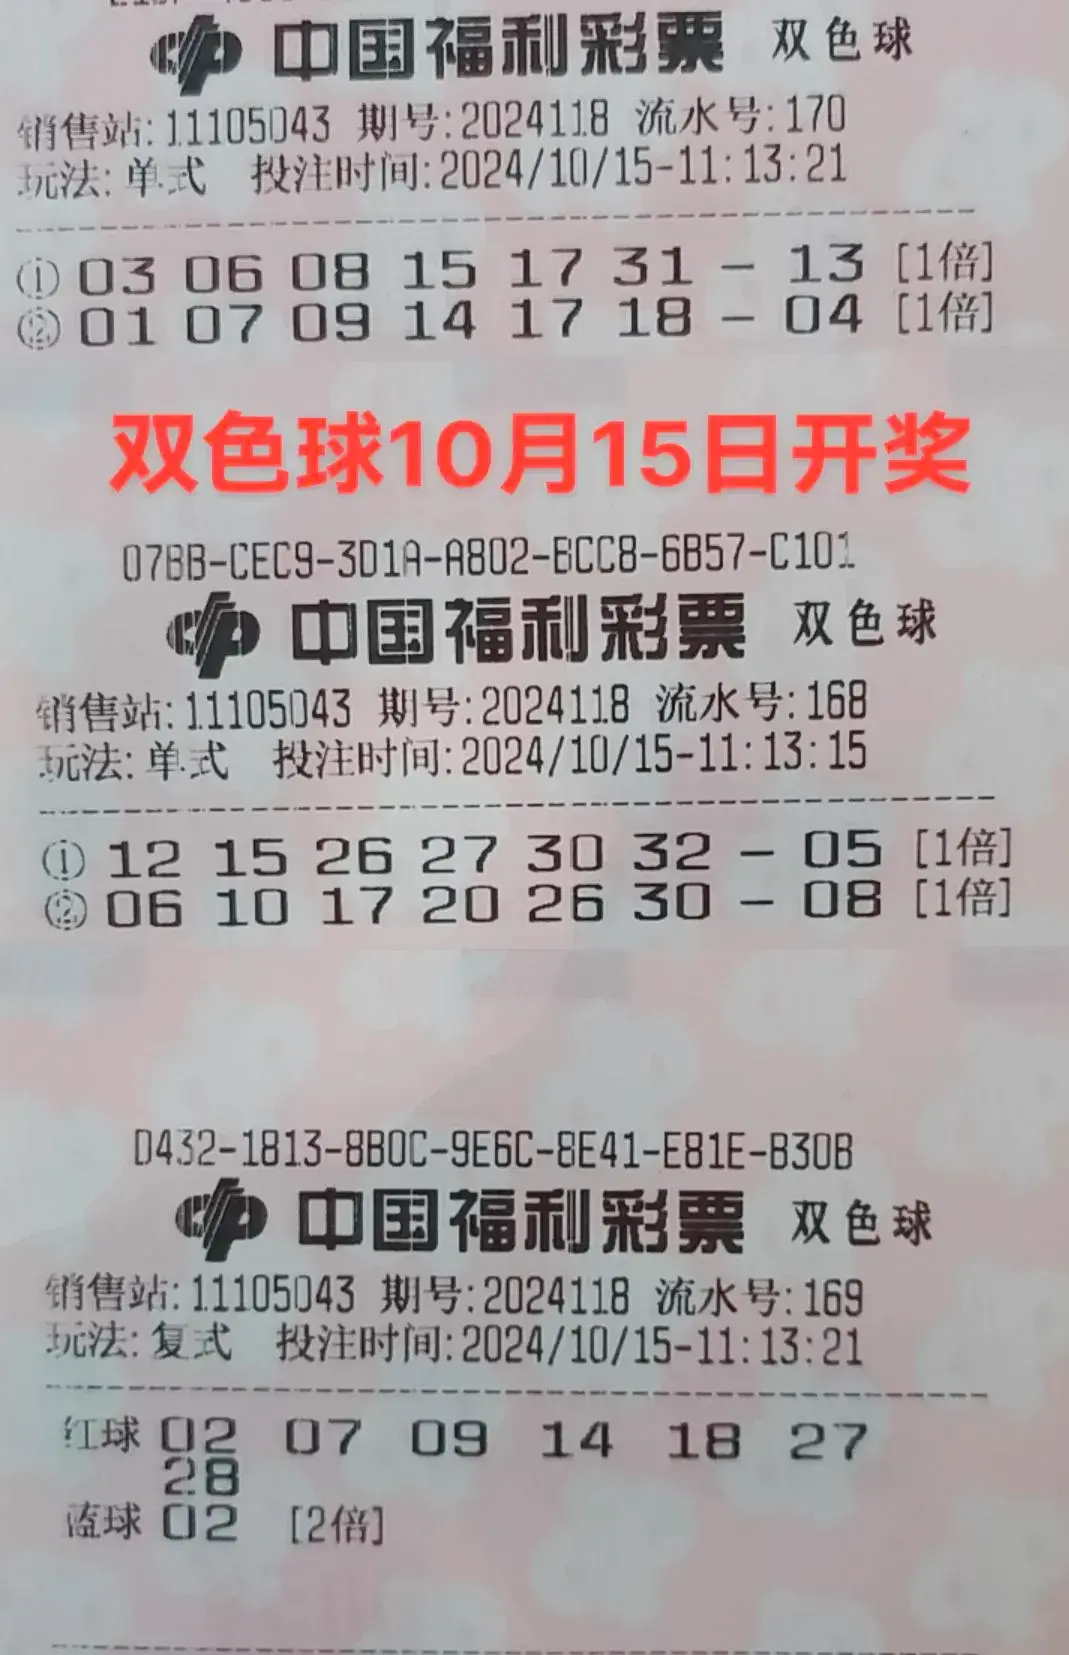 中国福利彩票 双色球
销售站:11105043 期号:2024118 流水号:170
玩法:单式 投注时间:2024/10/15-11:13:21
① 03 06 08 15 17 31 - 13 [1倍]
② 01 07 09 14 17 18 - 04 [1倍]
双色球10月15日开奖
07BB-CEC9-3D1A-A802-BCC8-6B57-C101
中国福利彩票 双色球
销售站:11105043 期号:2024118 流水号:168
玩法:单式 投注时间:2024/10/15-11:13:15
① 12 15 26 27 30 32 - 05 [1倍]
② 06 10 17 20 26 30 - 08 [1倍]
D432-1813-8B0C-9E6C-8E41-E81E-B30B
中国福利彩票 双色球
销售站:11105043 期号:2024118 流水号:169
玩法:复式 投注时间:2024/10/15-11:13:21
红球 02 07 09 14 18 27
28
蓝球 02 [2倍]